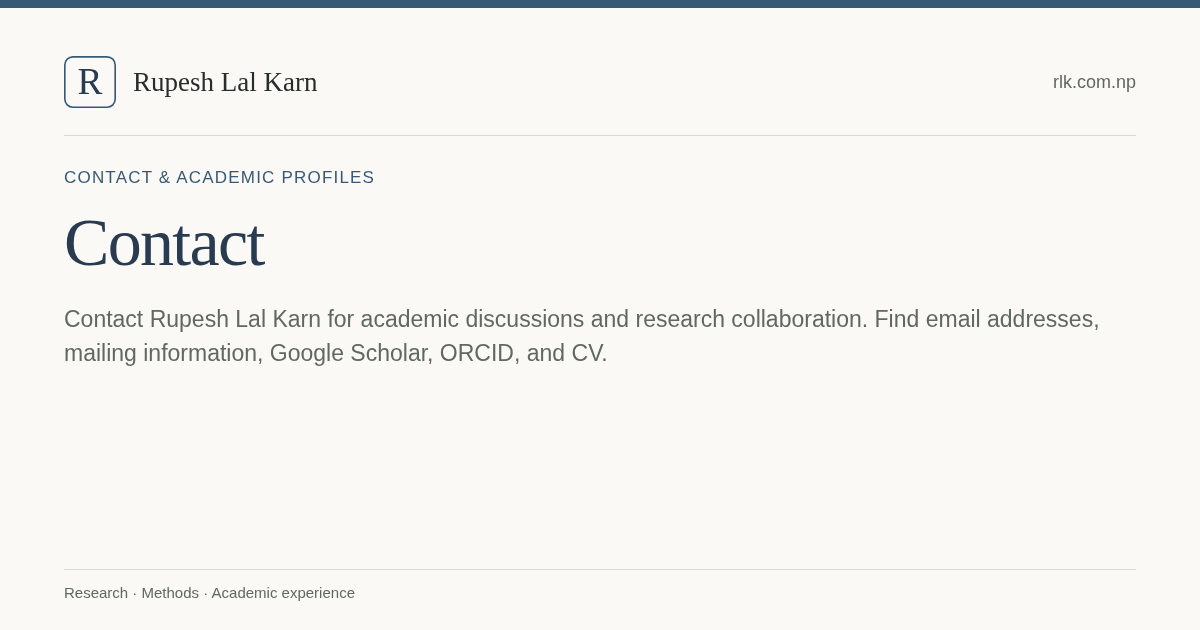 R
Rupesh Lal Karn
rlk.com.np
CONTACT & ACADEMIC PROFILES
Contact
Contact Rupesh Lal Karn for academic discussions and research collaboration. Find email addresses,
mailing information, Google Scholar, ORCID, and CV.
Research · Methods · Academic experience